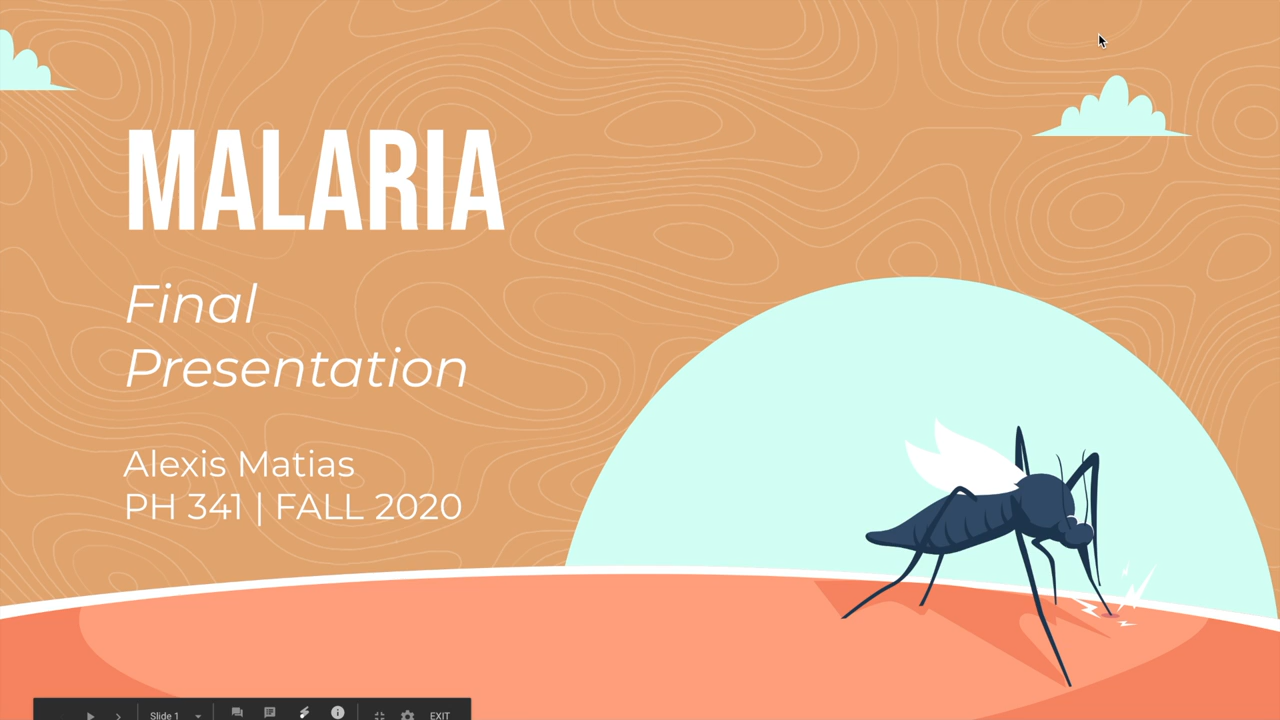 MALARIA
Final
Presentation
Alexis Matias
PH 341 | FALL 2020
Slide 1
EXIT